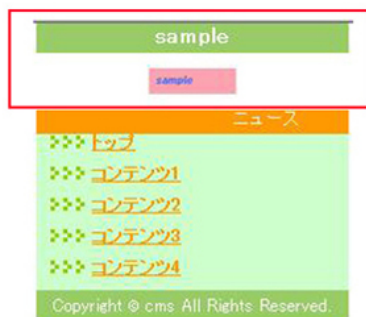 sample
sample
ニュース
>>> トップ
>>> コンテンツ1
>>> コンテンツ2
>>> コンテンツ3
>>> コンテンツ4
Copyright © cms All Rights Reserved.